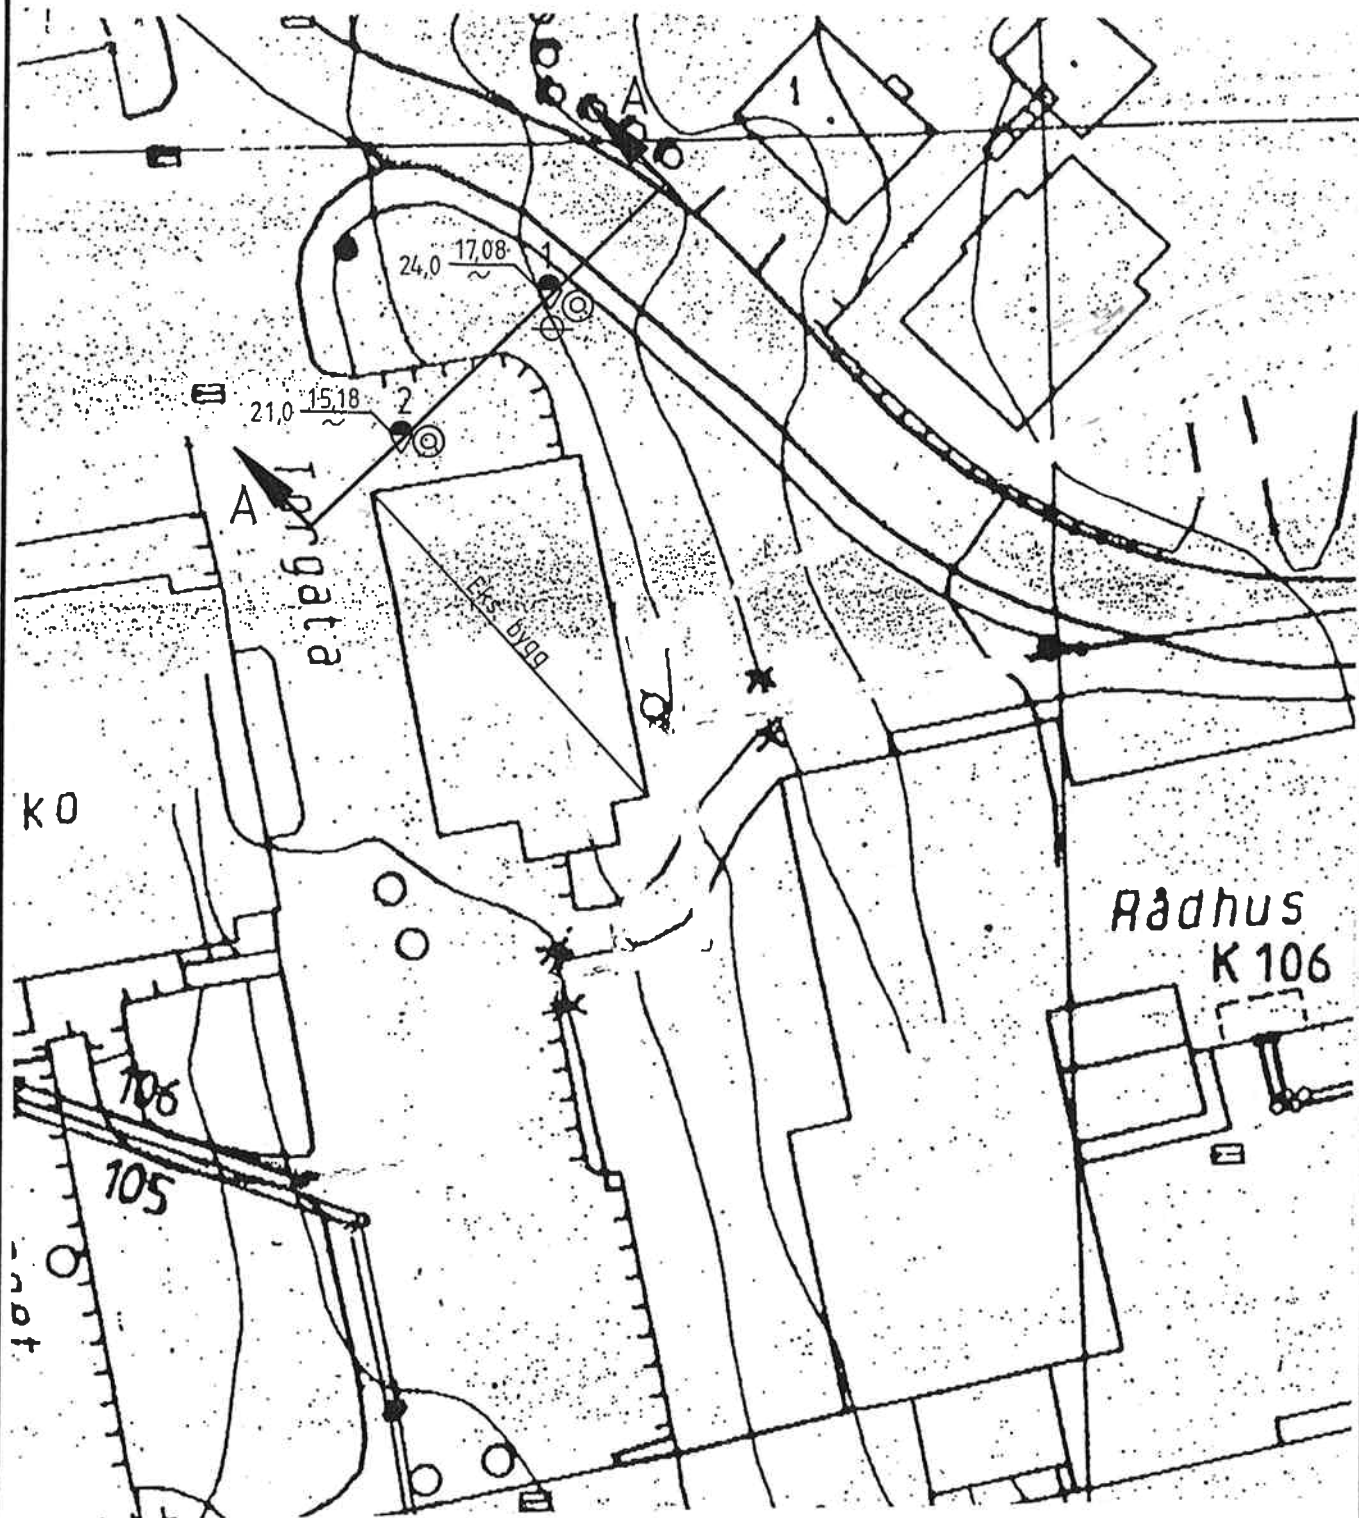 A
1
1
24,0 17,08
~
2
21,0 15,18
~
A
Torgata
Eks bygg
KO
Rådhus
K 106
106
105